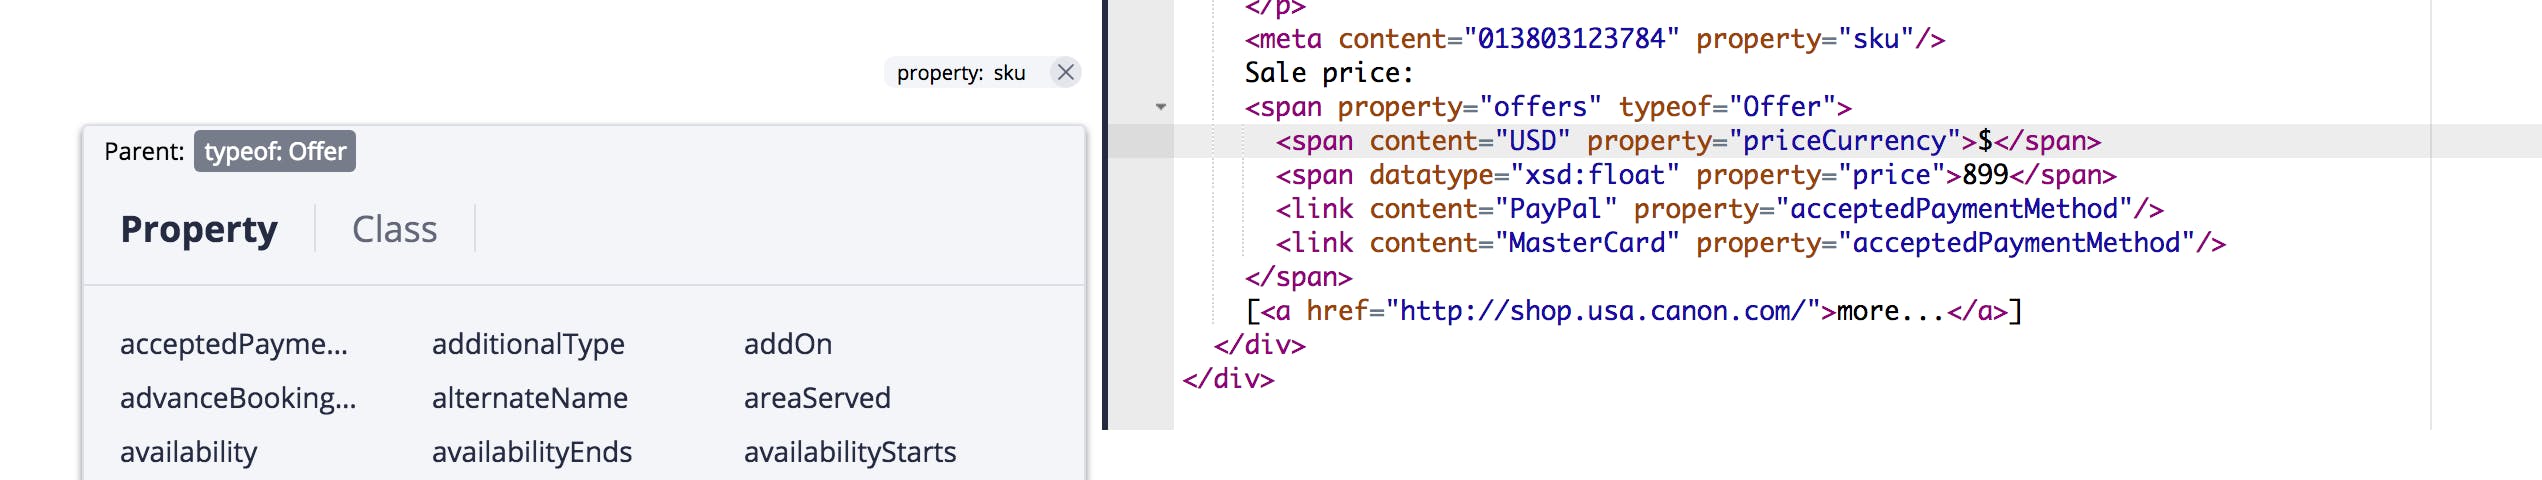 property: sku
Parent: typeof: Offer
Property Class
acceptedPayme... additionalType addOn
advanceBooking... alternateName areaServed
availability availabilityEnds availabilityStarts
</p>
<meta content="013803123784" property="sku"/>
Sale price:
<span property="offers" typeof="Offer">
<span content="USD" property="priceCurrency">$</span>
<span datatype="xsd:float" property="price">899</span>
<link content="PayPal" property="acceptedPaymentMethod"/>
<link content="MasterCard" property="acceptedPaymentMethod"/>
</span>
[<a href="http://shop.usa.canon.com/">more...</a>]
</div>
</div>